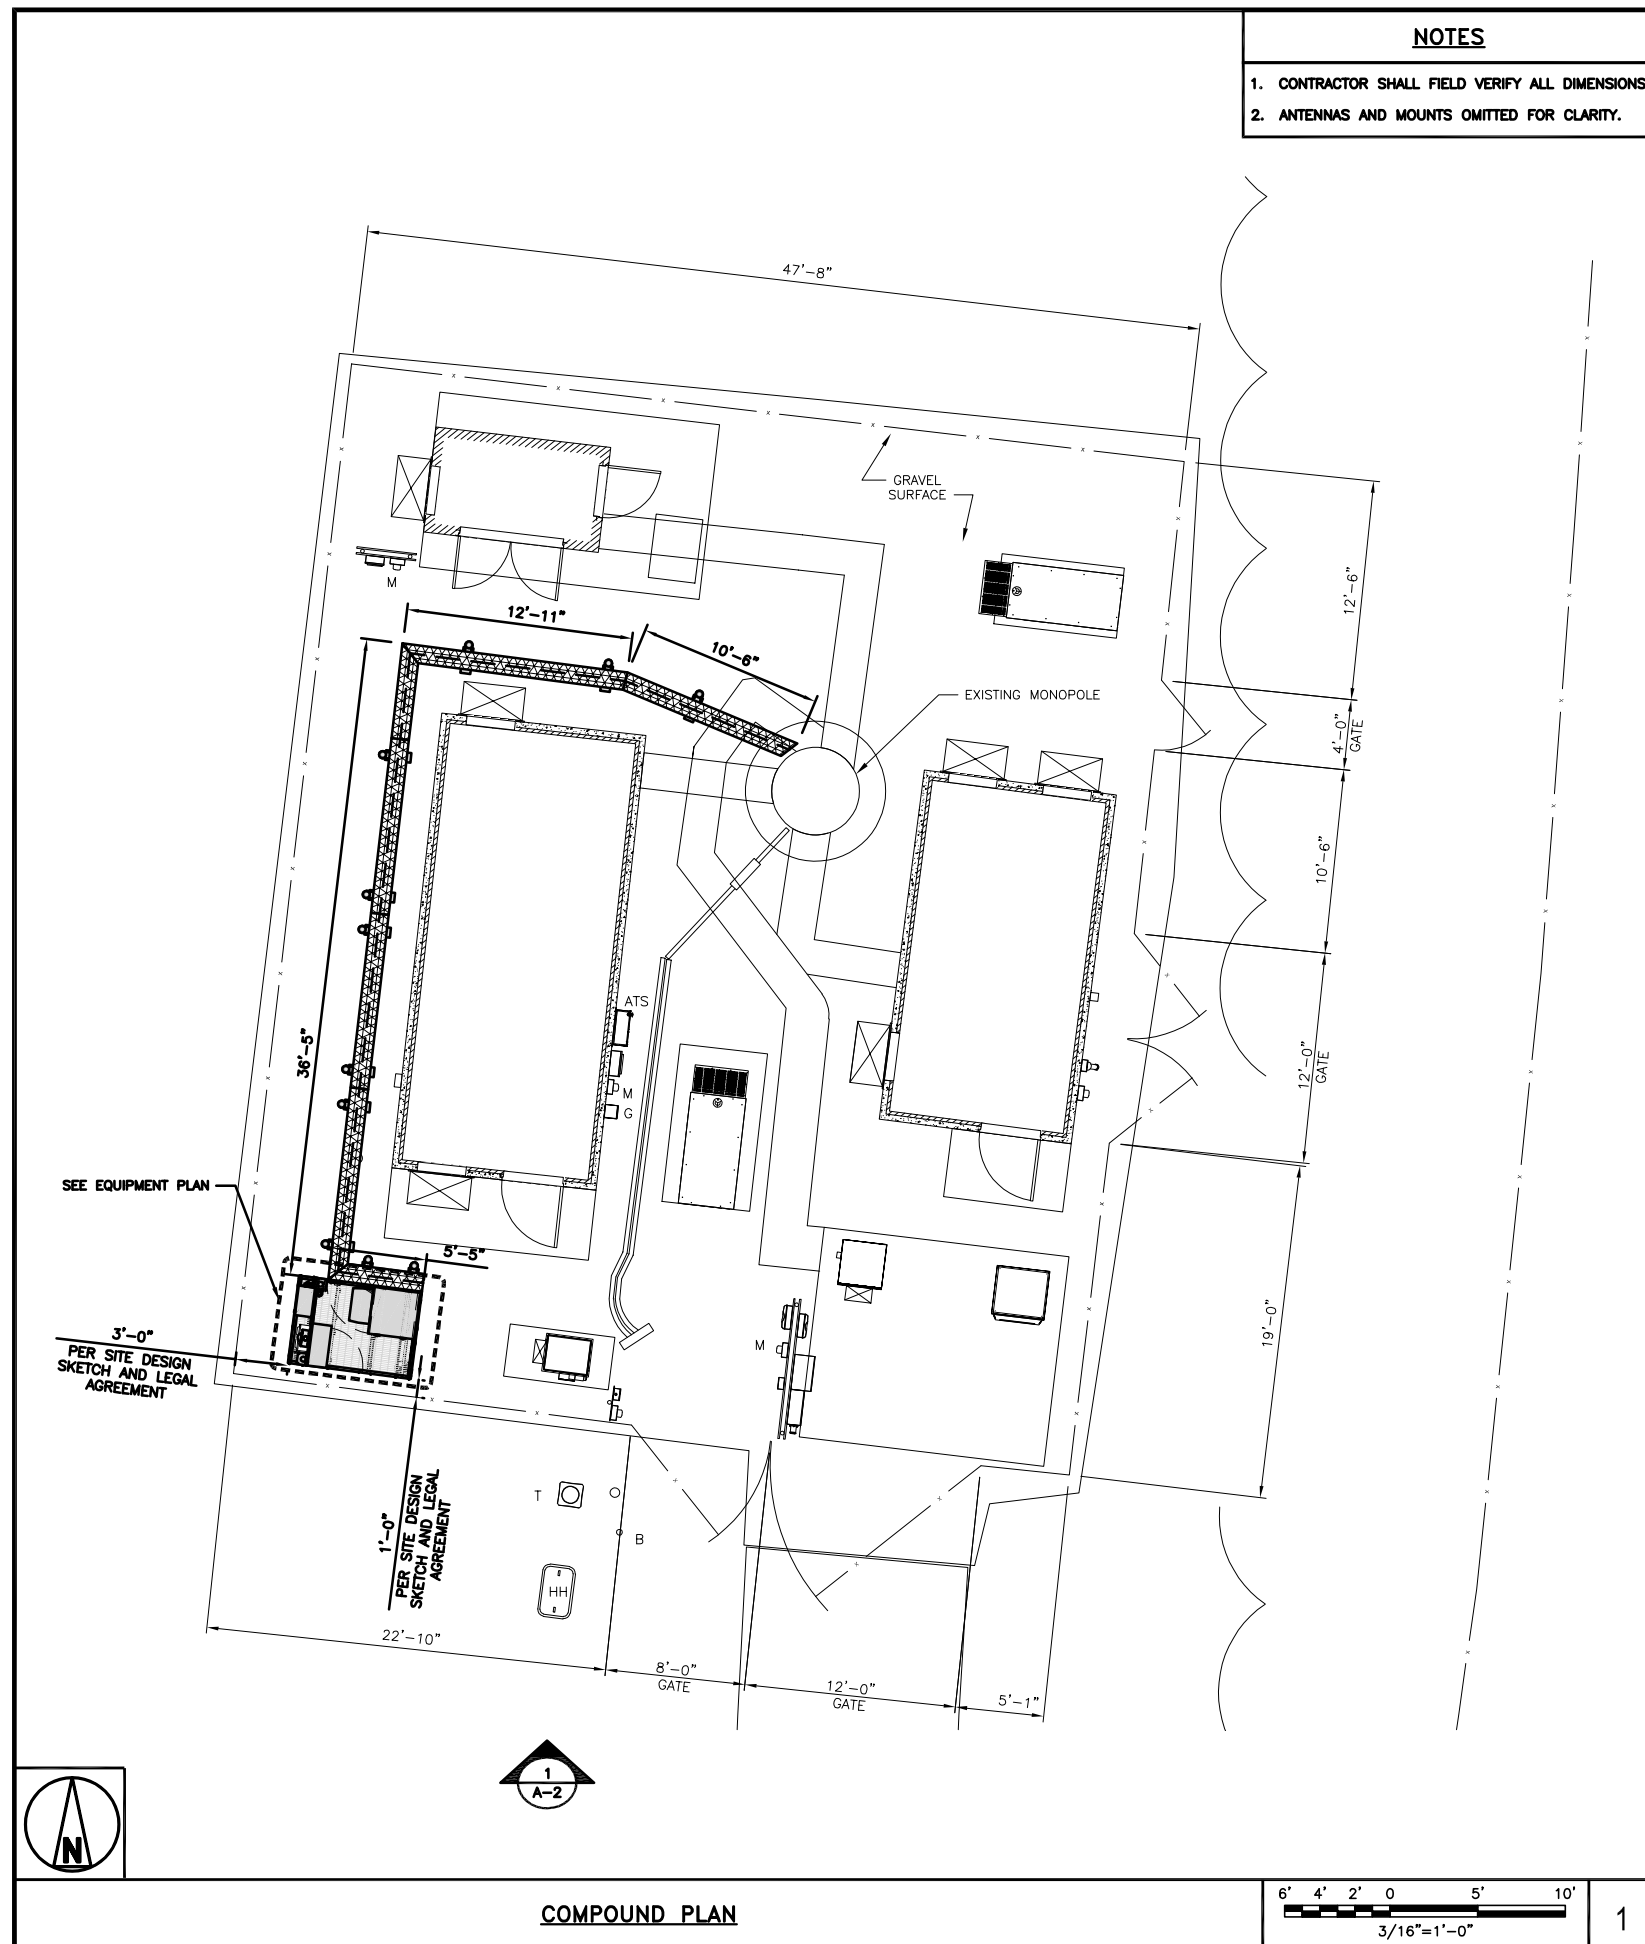 NOTES
1. CONTRACTOR SHALL FIELD VERIFY ALL DIMENSIONS
2. ANTENNAS AND MOUNTS OMITTED FOR CLARITY.
47'-8"
GRAVEL
SURFACE
M
12'-11"
10'-6"
EXISTING MONOPOLE
12'-6"
4'-0"
GATE
10'-6"
12'-0"
GATE
19'-0"
36'-5"
ATS
M
G
SEE EQUIPMENT PLAN
5'-5"
3'-0"
PER SITE DESIGN
SKETCH AND LEGAL
AGREEMENT
M
1'-0"
PER SITE DESIGN
SKETCH AND LEGAL
AGREEMENT
T
B
HH
22'-10"
8'-0"
GATE
12'-0"
GATE
5'-1"
1
A-2
N
COMPOUND PLAN
6' 4' 2' 0 5' 10'
3/16"=1'-0"
1